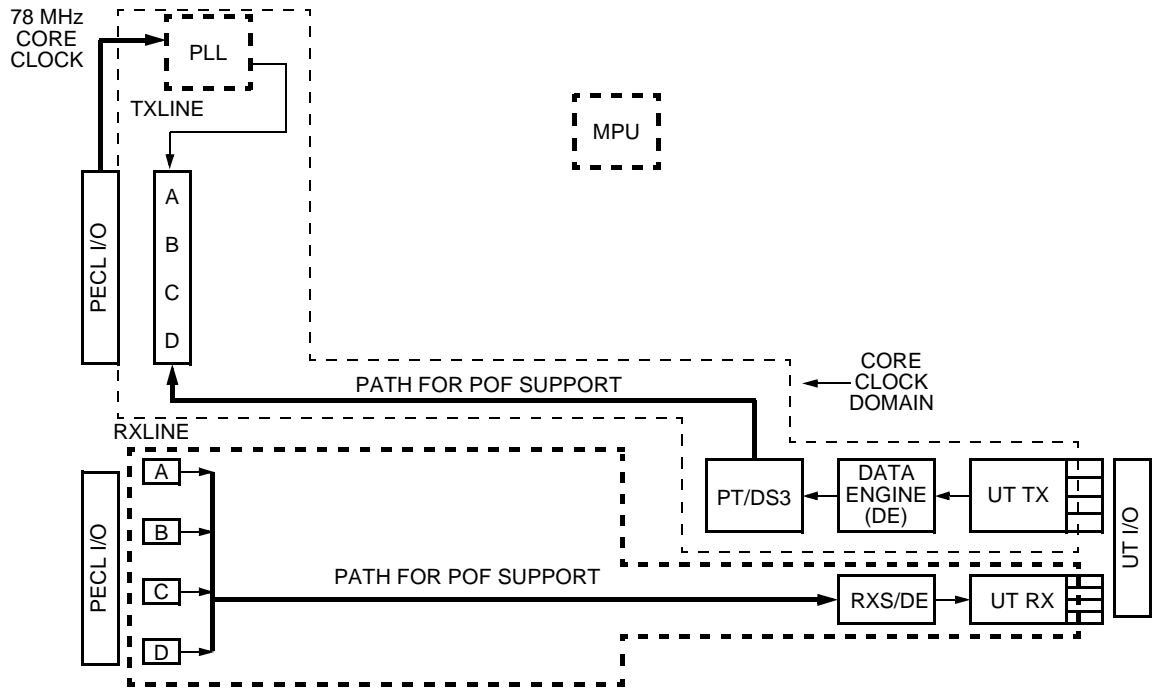 78 MHz
CORE
CLOCK
PLL
TXLINE
MPU
PECL I/O
A
B
C
D
PATH FOR POF SUPPORT
CORE
CLOCK
DOMAIN
RXLINE
PECL I/O
A
B
C
D
PT/DS3
DATA
ENGINE
(DE)
UT TX
UT I/O
PATH FOR POF SUPPORT
RXS/DE
UT RX